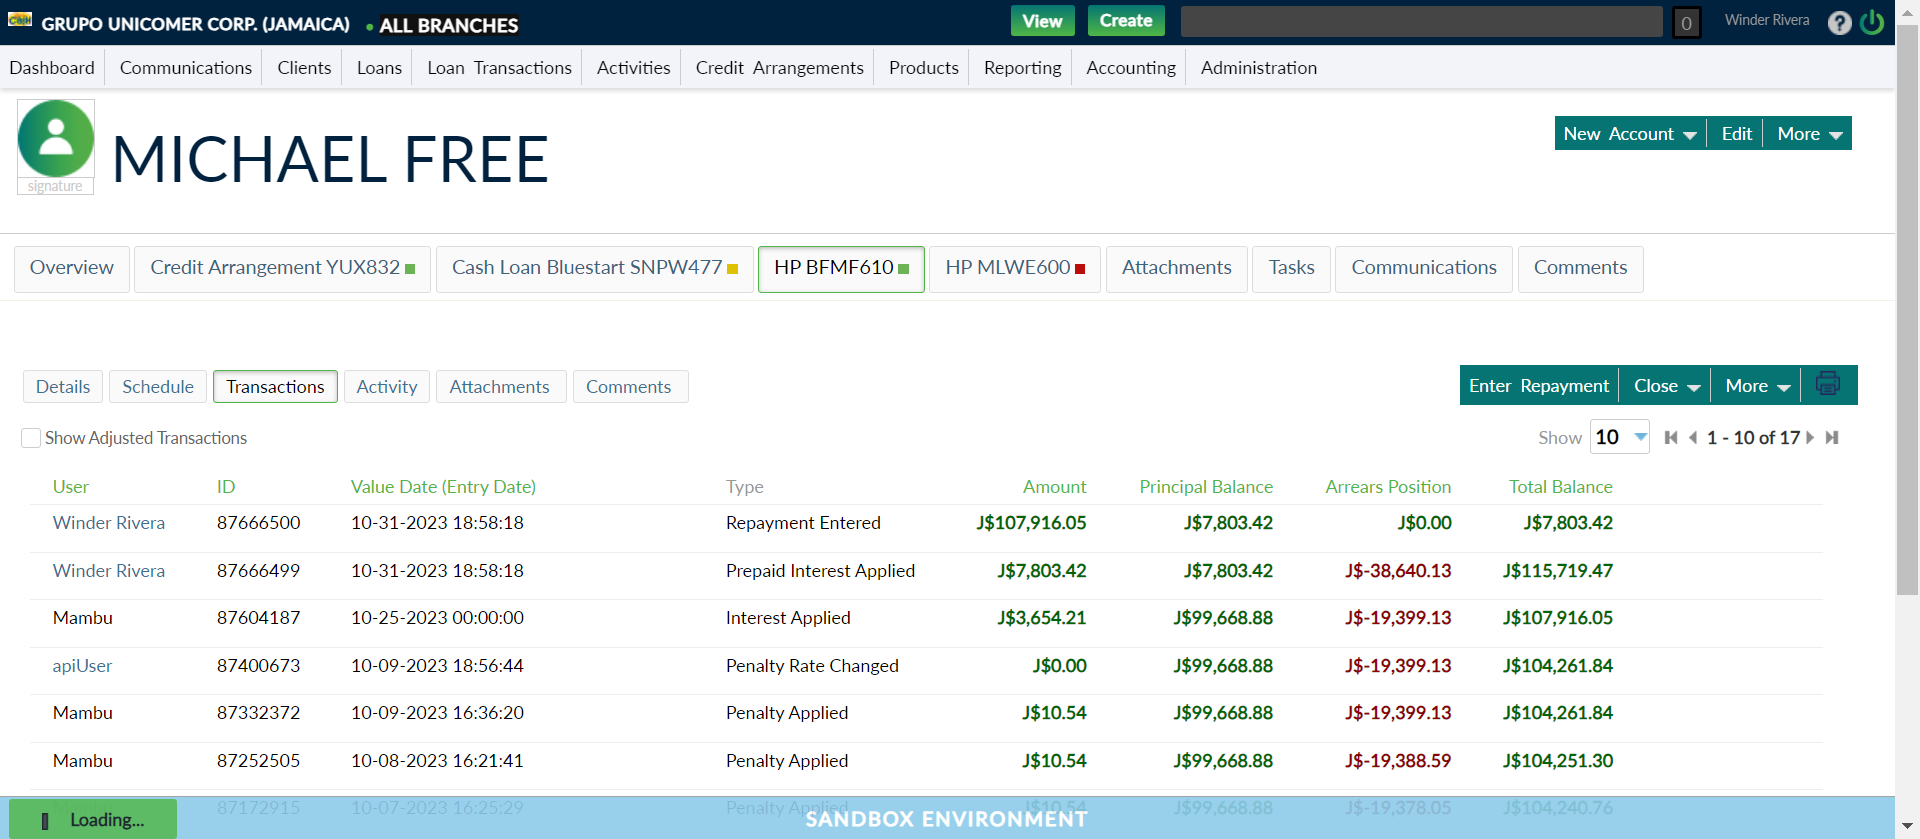 GRUPO UNICOMER CORP. (JAMAICA) ALL BRANCHES View Create 0 Winder Rivera ?
Dashboard Communications Clients Loans Loan Transactions Activities Credit Arrangements Products Reporting Accounting Administration
signature
MICHAEL FREE
New Account Edit More
Overview Credit Arrangement YUX832 Cash Loan Bluestart SNPW477 HP BFMF610 HP MLWE600 Attachments Tasks Communications Comments
Details Schedule Transactions Activity Attachments Comments Enter Repayment Close More
Show Adjusted Transactions Show 10 1 - 10 of 17
User ID Value Date (Entry Date) Type Amount Principal Balance Arrears Position Total Balance
Winder Rivera 87666500 10-31-2023 18:58:18 Repayment Entered J$107,916.05 J$7,803.42 J$0.00 J$7,803.42
Winder Rivera 87666499 10-31-2023 18:58:18 Prepaid Interest Applied J$7,803.42 J$7,803.42 J$-38,640.13 J$115,719.47
Mambu 87604187 10-25-2023 00:00:00 Interest Applied J$3,654.21 J$99,668.88 J$-19,399.13 J$107,916.05
apiUser 87400673 10-09-2023 18:56:44 Penalty Rate Changed J$0.00 J$99,668.88 J$-19,399.13 J$104,261.84
Mambu 87332372 10-09-2023 16:36:20 Penalty Applied J$10.54 J$99,668.88 J$-19,399.13 J$104,261.84
Mambu 87252505 10-08-2023 16:21:41 Penalty Applied J$10.54 J$99,668.88 J$-19,388.59 J$104,251.30
87172915 10-07-2023 16:25:29 Penalty Applied J$10.54 J$99,668.88 J$-19,378.05 J$104,240.76
Loading... SANDBOX ENVIRONMENT